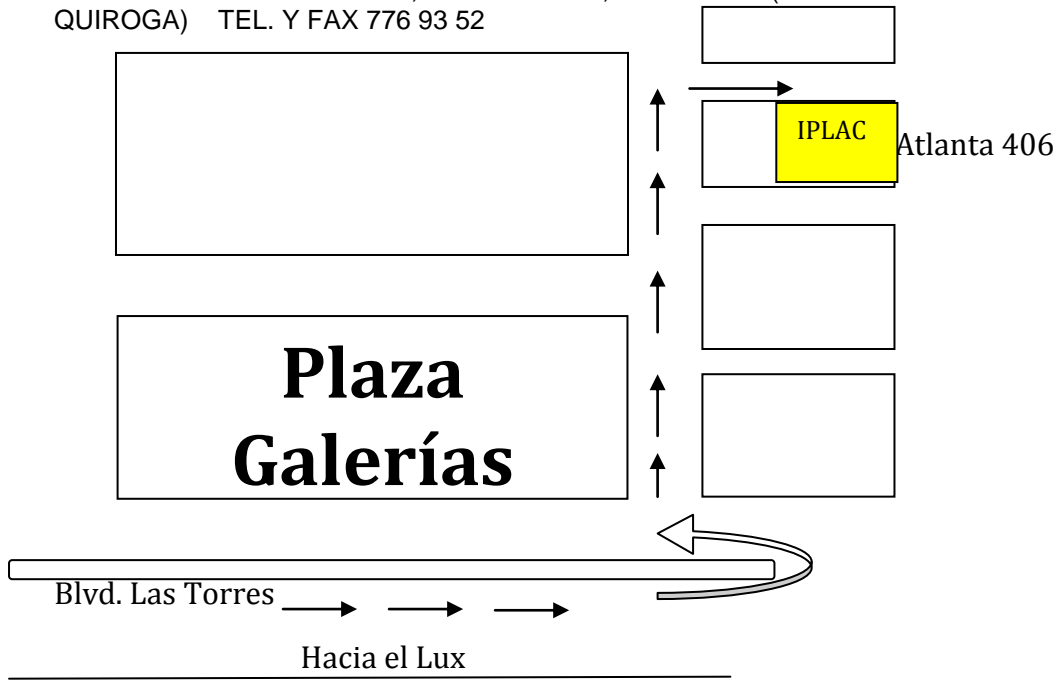 QUIROGA) TEL. Y FAX 776 93 52
IPLAC
Atlanta 406
Plaza
Galerías
Blvd. Las Torres
Hacia el Lux